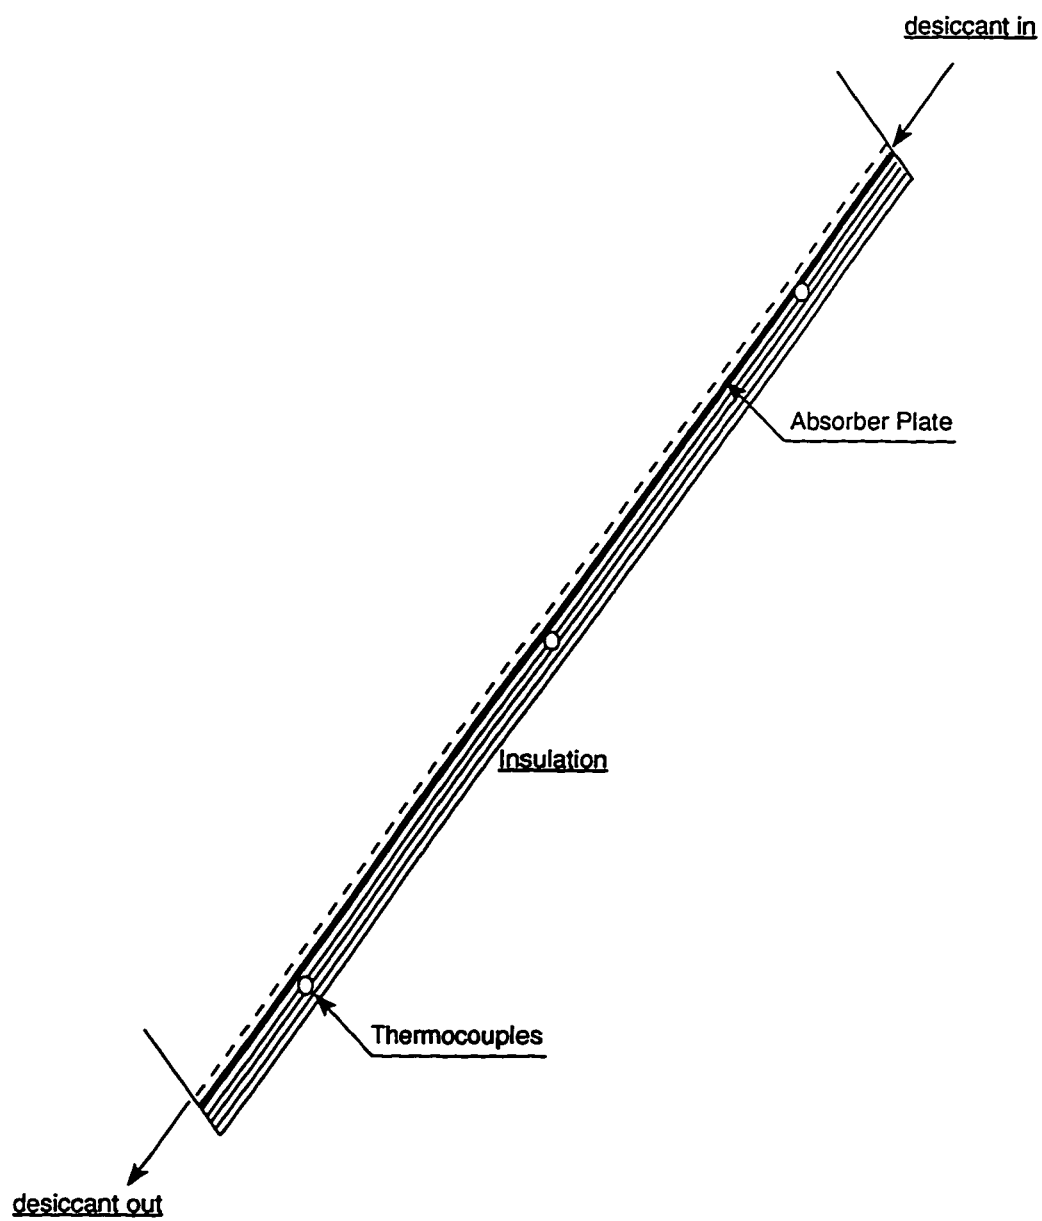 desiccant in
Absorber Plate
Insulation
Thermocouples
desiccant out